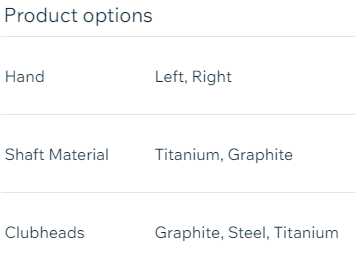 Product options
Hand Left, Right
Shaft Material Titanium, Graphite
Clubheads Graphite, Steel, Titanium